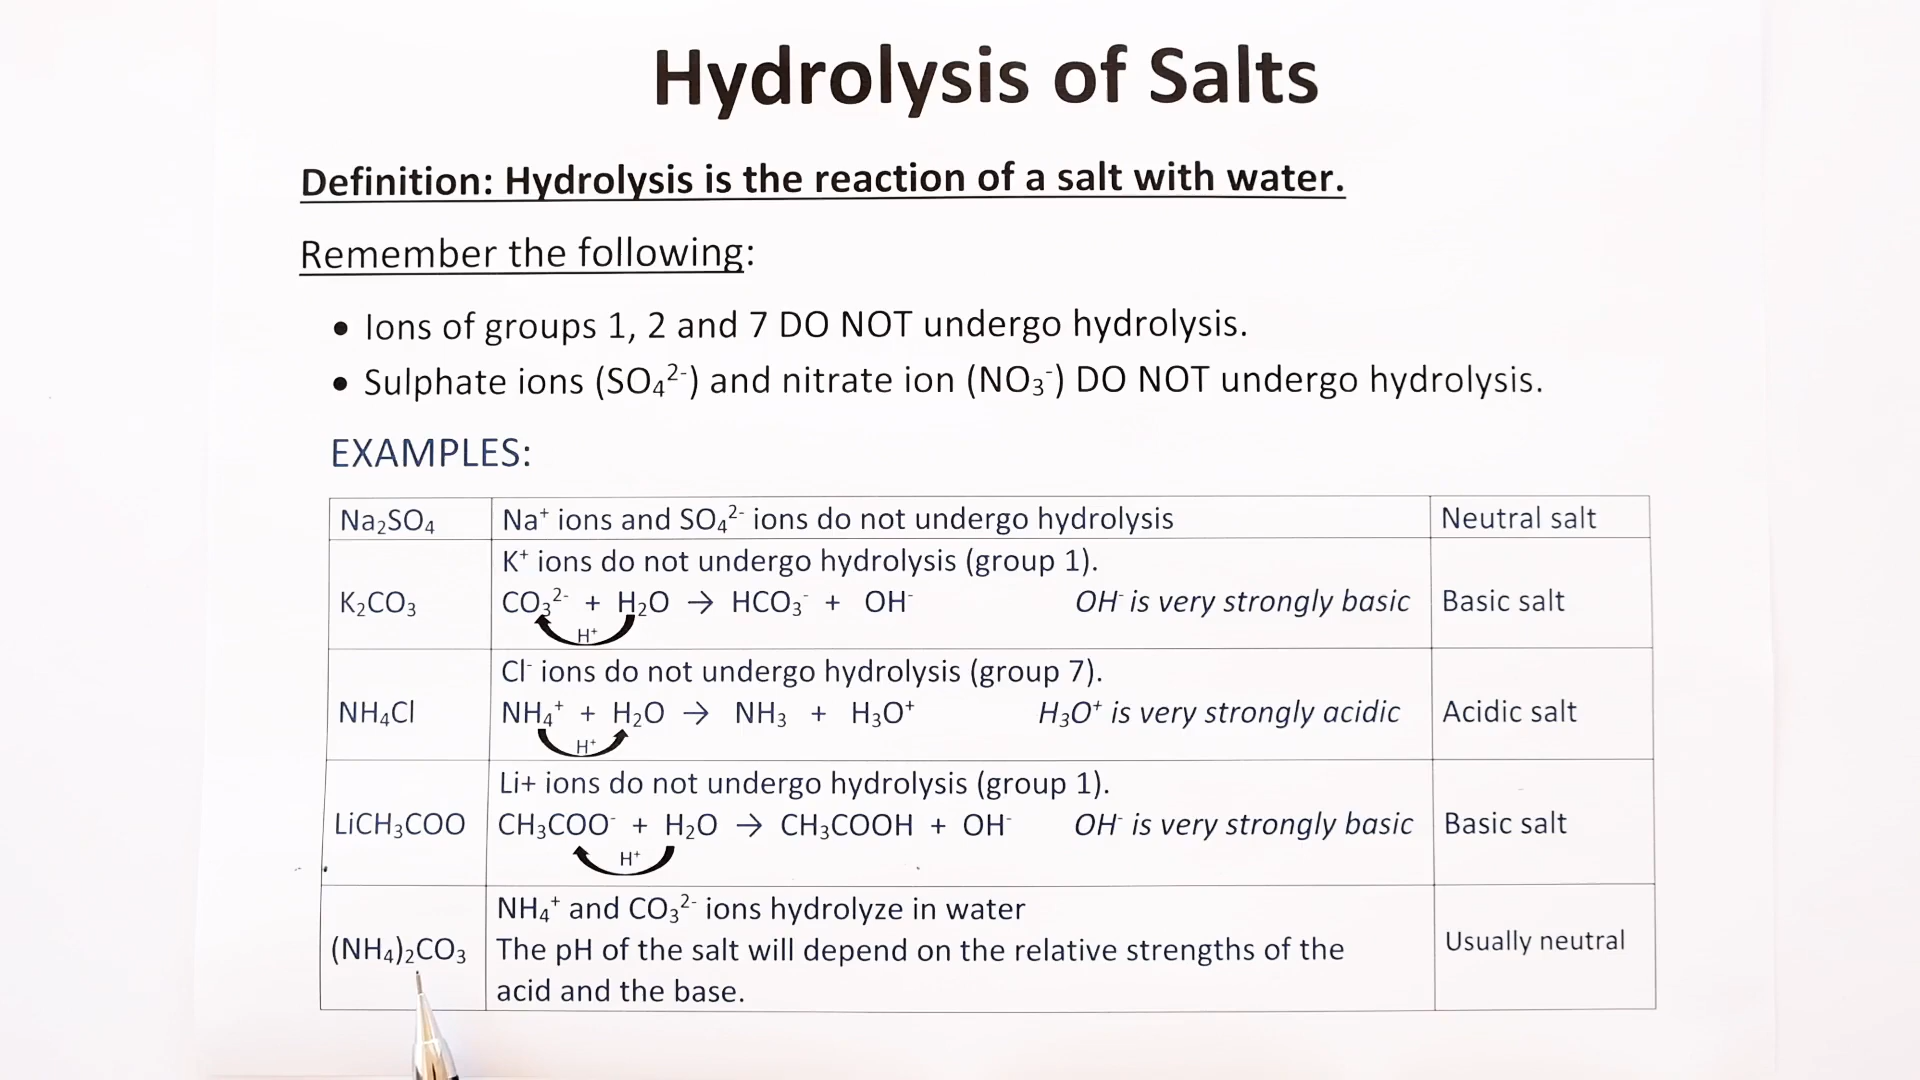 Hydrolysis of Salts
Definition: Hydrolysis is the reaction of a salt with water.
Remember the following:
• Ions of groups 1, 2 and 7 DO NOT undergo hydrolysis.
• Sulphate ions (SO₄²⁻) and nitrate ion (NO₃⁻) DO NOT undergo hydrolysis.
EXAMPLES:
Na₂SO₄ Na⁺ ions and SO₄²⁻ ions do not undergo hydrolysis Neutral salt
K⁺ ions do not undergo hydrolysis (group 1).
K₂CO₃ CO₃²⁻ + H₂O → HCO₃⁻ + OH⁻ OH⁻ is very strongly basic Basic salt
H⁺
Cl⁻ ions do not undergo hydrolysis (group 7).
NH₄Cl NH₄⁺ + H₂O → NH₃ + H₃O⁺ H₃O⁺ is very strongly acidic Acidic salt
H⁺
Li+ ions do not undergo hydrolysis (group 1).
LiCH₃COO CH₃COO⁻ + H₂O → CH₃COOH + OH⁻ OH⁻ is very strongly basic Basic salt
H⁺
NH₄⁺ and CO₃²⁻ ions hydrolyze in water
(NH₄)₂CO₃ The pH of the salt will depend on the relative strengths of the Usually neutral
acid and the base.